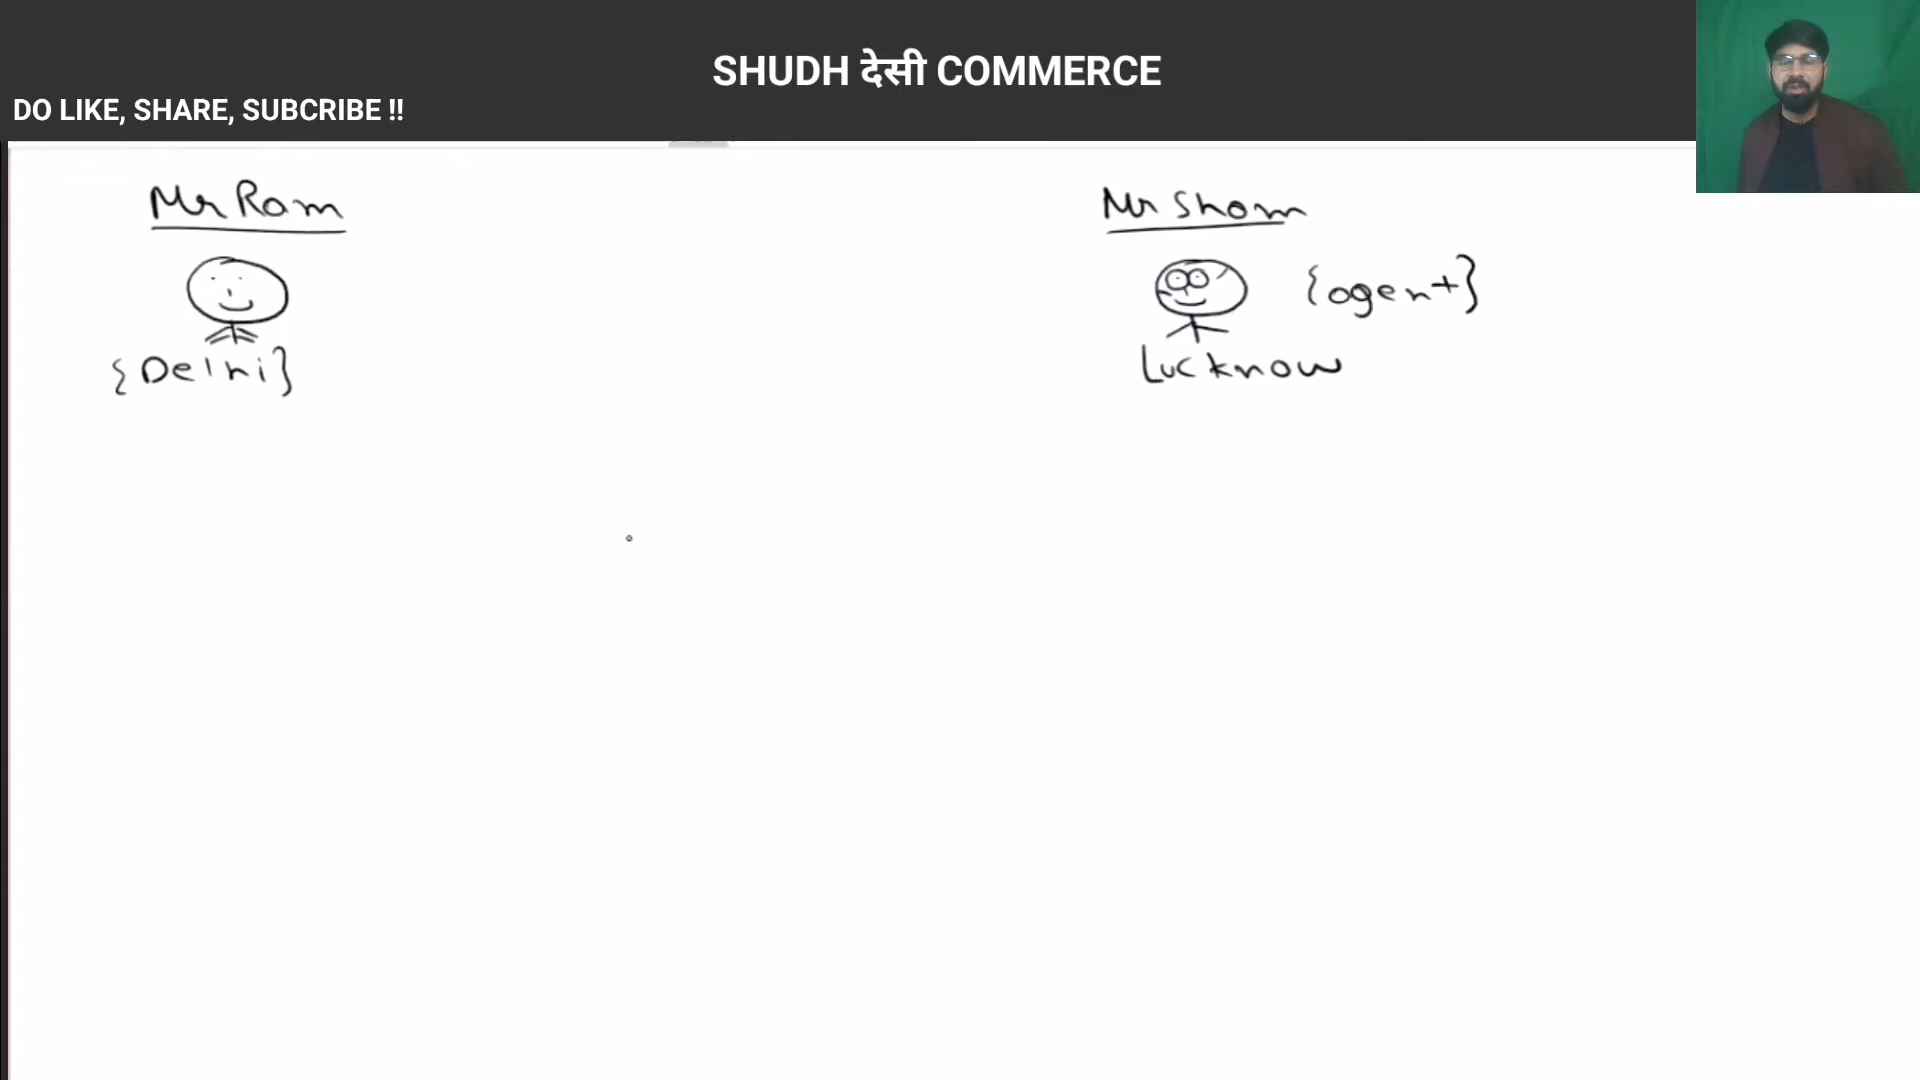 SHUDH देसी COMMERCE
DO LIKE, SHARE, SUBCRIBE !!
Mr Ram
{Delhi}
Mr Sham
{agent}
Lucknow